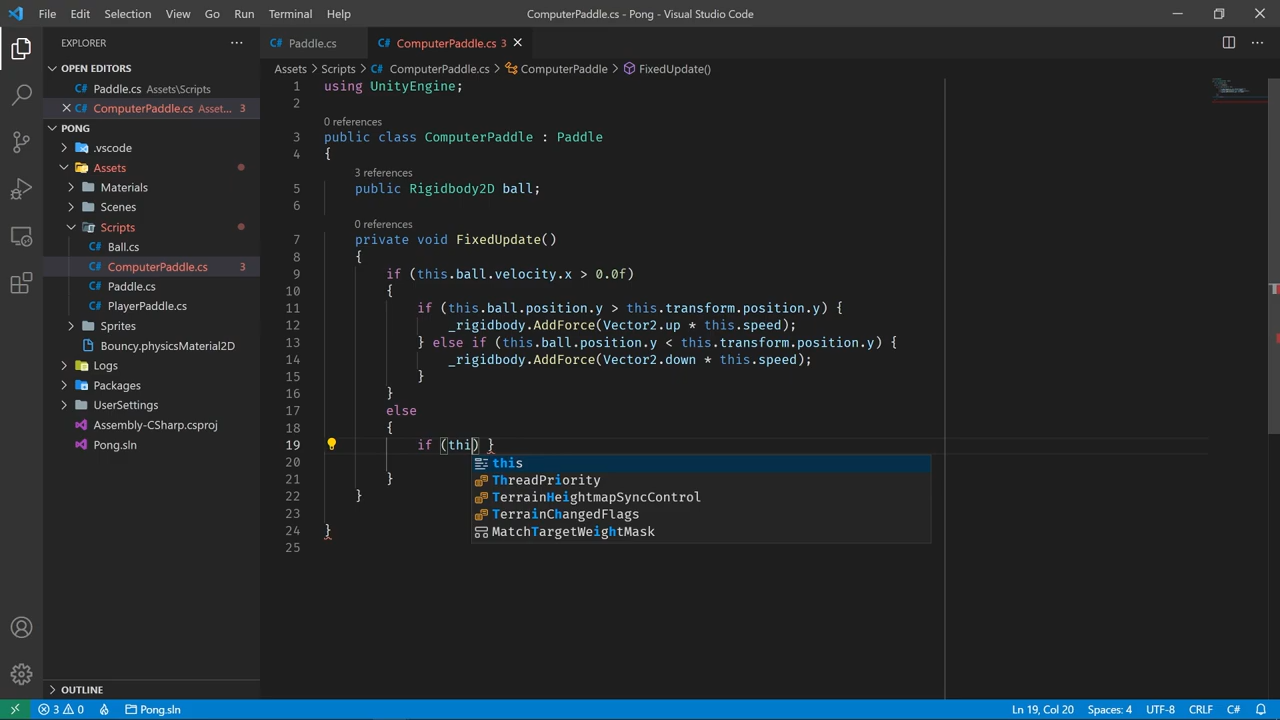 File Edit Selection View Go Run Terminal Help ComputerPaddle.cs - Pong - Visual Studio Code
EXPLORER
C# Paddle.cs C# ComputerPaddle.cs 3
Assets > Scripts > C# ComputerPaddle.cs > ComputerPaddle > FixedUpdate()
OPEN EDITORS
C# Paddle.cs Assets\Scripts
C# ComputerPaddle.cs Asset... 3
PONG
.vscode
Assets
Materials
Scenes
Scripts
C# Ball.cs
C# ComputerPaddle.cs 3
C# Paddle.cs
C# PlayerPaddle.cs
Sprites
Bouncy.physicsMaterial2D
Logs
Packages
UserSettings
Assembly-CSharp.csproj
Pong.sln
OUTLINE
1 using UnityEngine;
2
0 references
3 public class ComputerPaddle : Paddle
4 {
3 references
5 public Rigidbody2D ball;
6
0 references
7 private void FixedUpdate()
8 {
9 if (this.ball.velocity.x > 0.0f)
10 {
11 if (this.ball.position.y > this.transform.position.y) {
12 _rigidbody.AddForce(Vector2.up * this.speed);
13 } else if (this.ball.position.y < this.transform.position.y) {
14 _rigidbody.AddForce(Vector2.down * this.speed);
15 }
16 }
17 else
18 {
19 if (thi) }
20
21 }
22 }
23
24 }
25
this
ThreadPriority
TerrainHeightmapSyncControl
TerrainChangedFlags
MatchTargetWeightMask
3 0 Pong.sln Ln 19, Col 20 Spaces: 4 UTF-8 CRLF C#